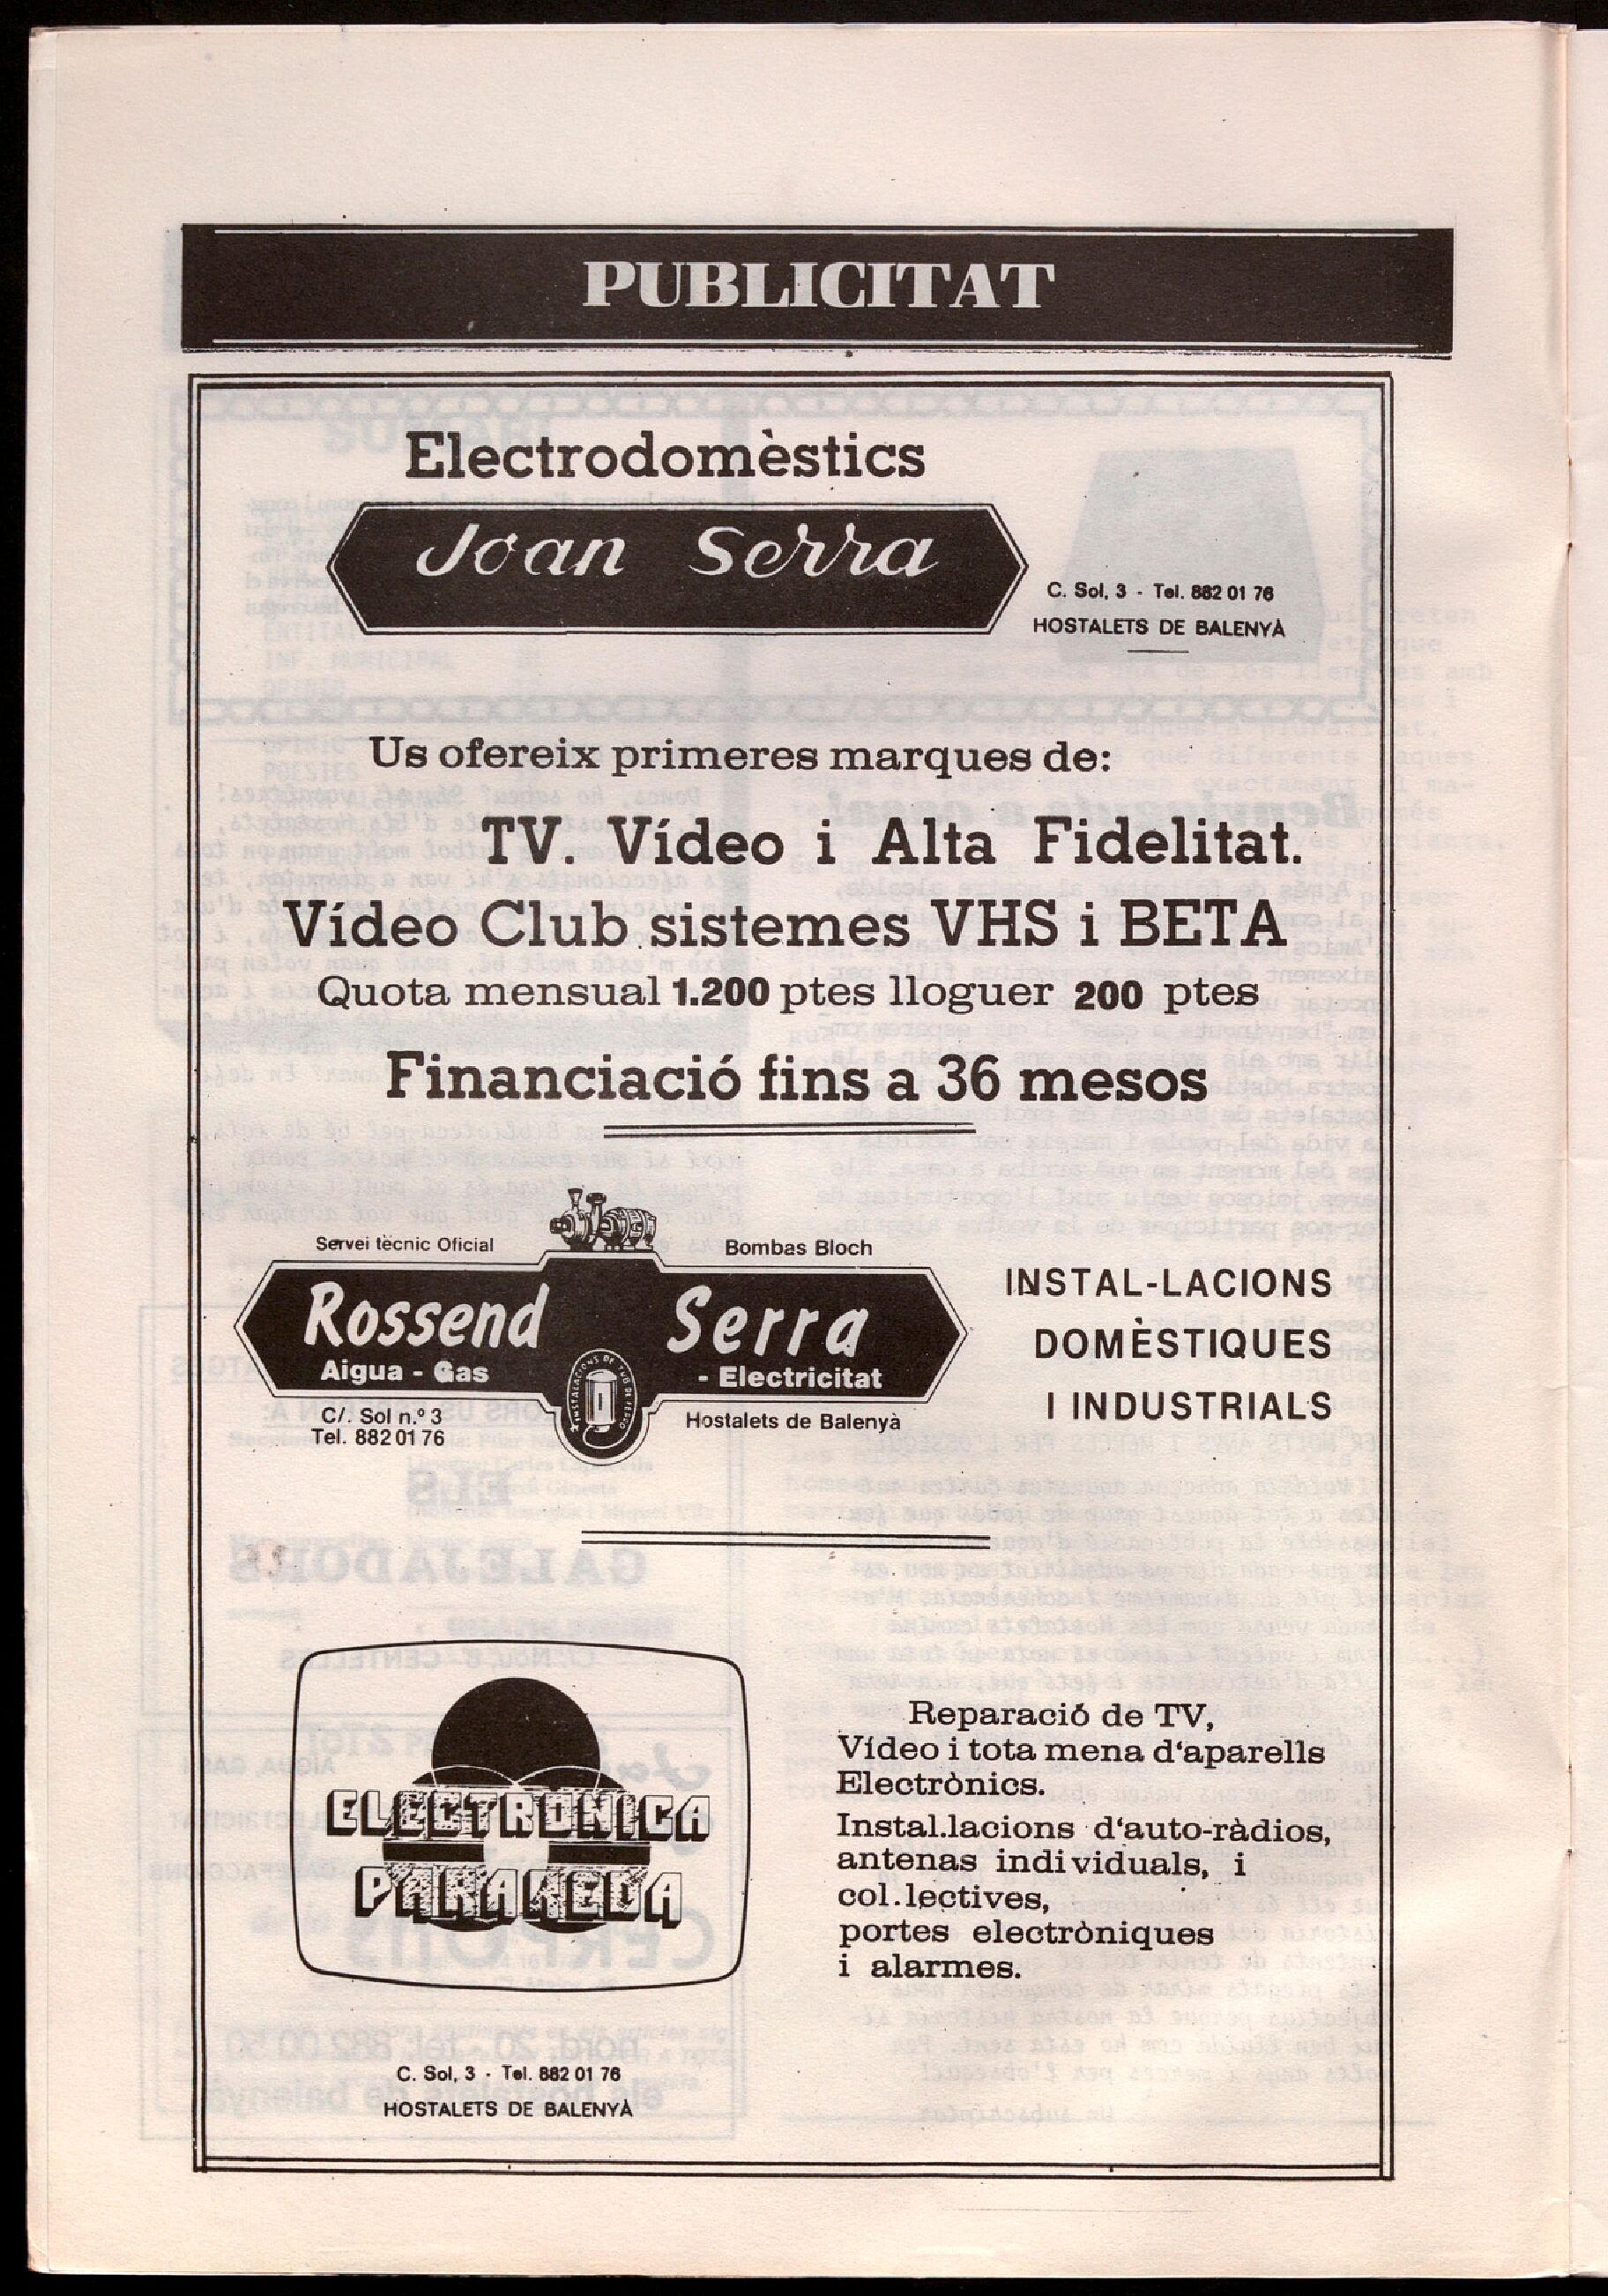 PUBLICITAT
Electrodomèstics
Joan Serra
C. Sol, 3 - Tel. 882 01 76
HOSTALETS DE BALENYÀ
Us ofereix primeres marques de:
TV. Vídeo i Alta Fidelitat.
Vídeo Club sistemes VHS i BETA
Quota mensual 1.200 ptes lloguer 200 ptes
Financiació fins a 36 mesos
Servei tècnic Oficial
Bombas Bloch
Rossend Serra
Aigua - Gas - Electricitat
C/. Sol n.º 3
Tel. 882 01 76
Hostalets de Balenyà
INSTAL-LACIONS
DOMÈSTIQUES
I INDUSTRIALS
ELECTRONICA
PARAREDA
C. Sol, 3 - Tel. 882 01 76
HOSTALETS DE BALENYÀ
Reparació de TV,
Vídeo i tota mena d'aparells
Electrònics.
Instal.lacions d'auto-ràdios,
antenas individuals, i
col.lectives,
portes electròniques
i alarmes.